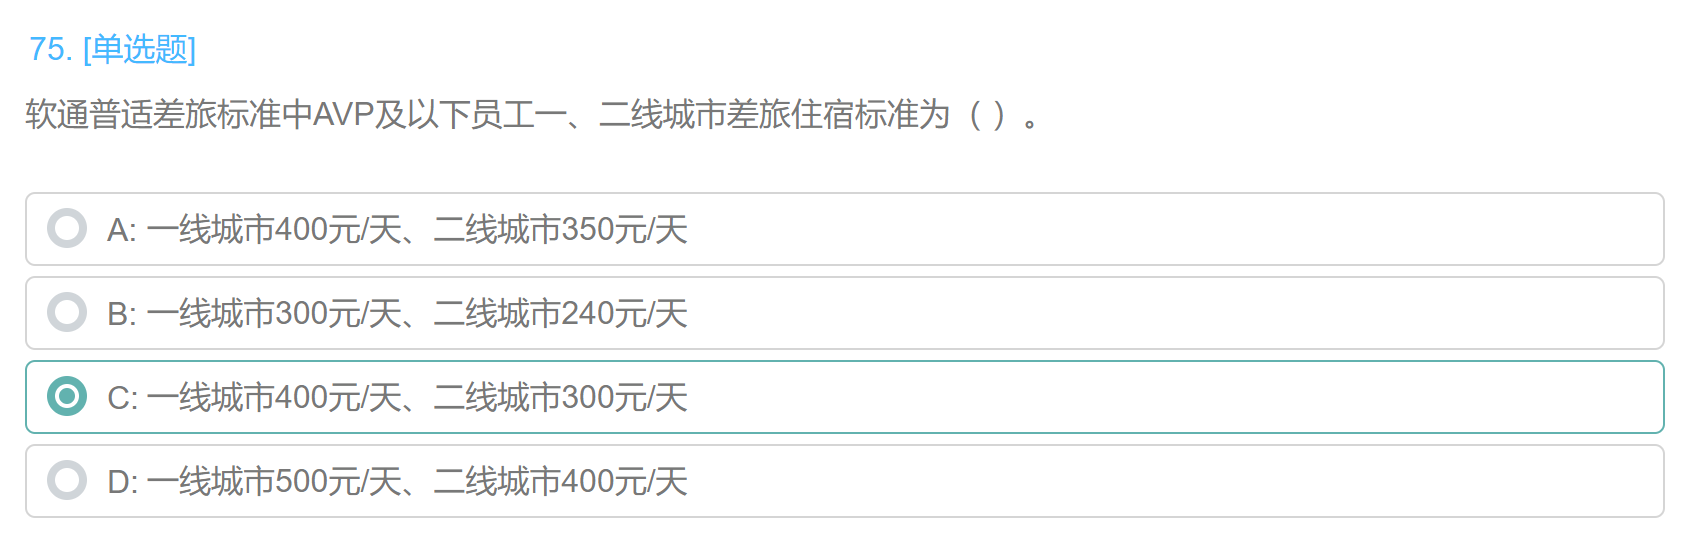 75. [单选题]
软通普适差旅标准中AVP及以下员工一、二线城市差旅住宿标准为（ ）。
A: 一线城市400元/天、二线城市350元/天
B: 一线城市300元/天、二线城市240元/天
C: 一线城市400元/天、二线城市300元/天
D: 一线城市500元/天、二线城市400元/天